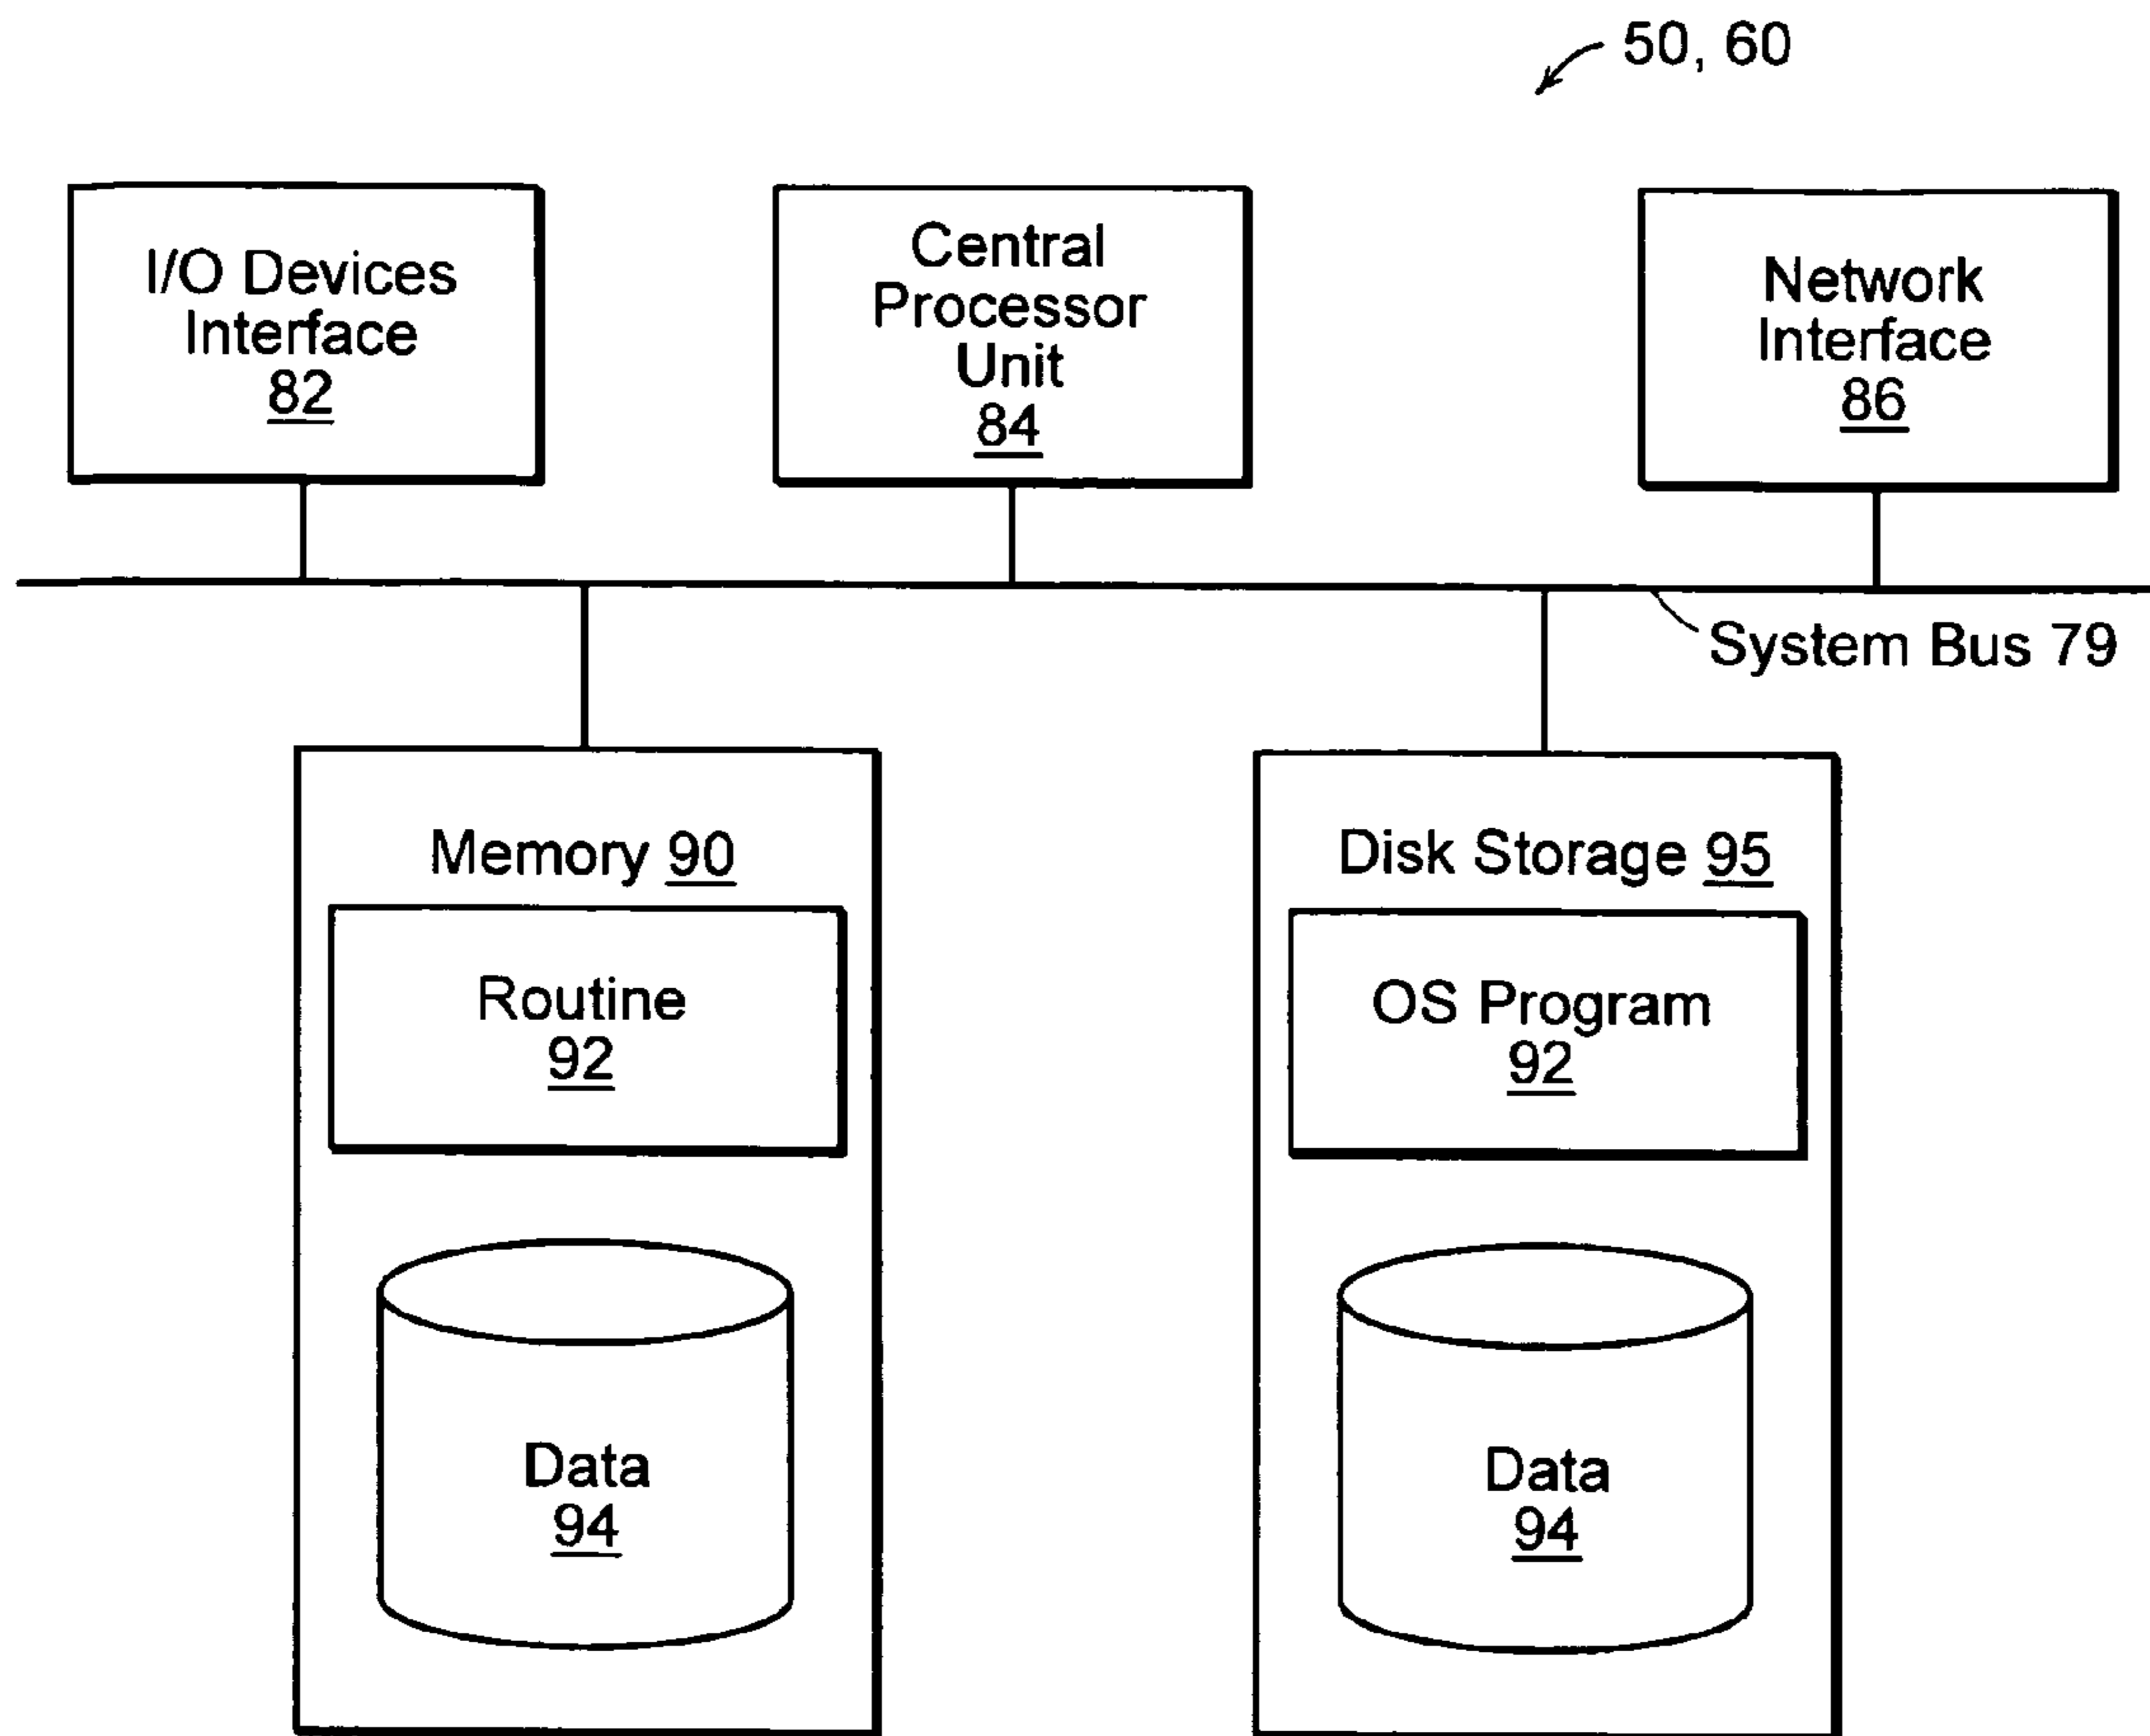 50, 60
I/O Devices
Interface
82
Central
Processor
Unit
84
Network
Interface
86
System Bus 79
Memory 90
Routine
92
Data
94
Disk Storage 95
OS Program
92
Data
94